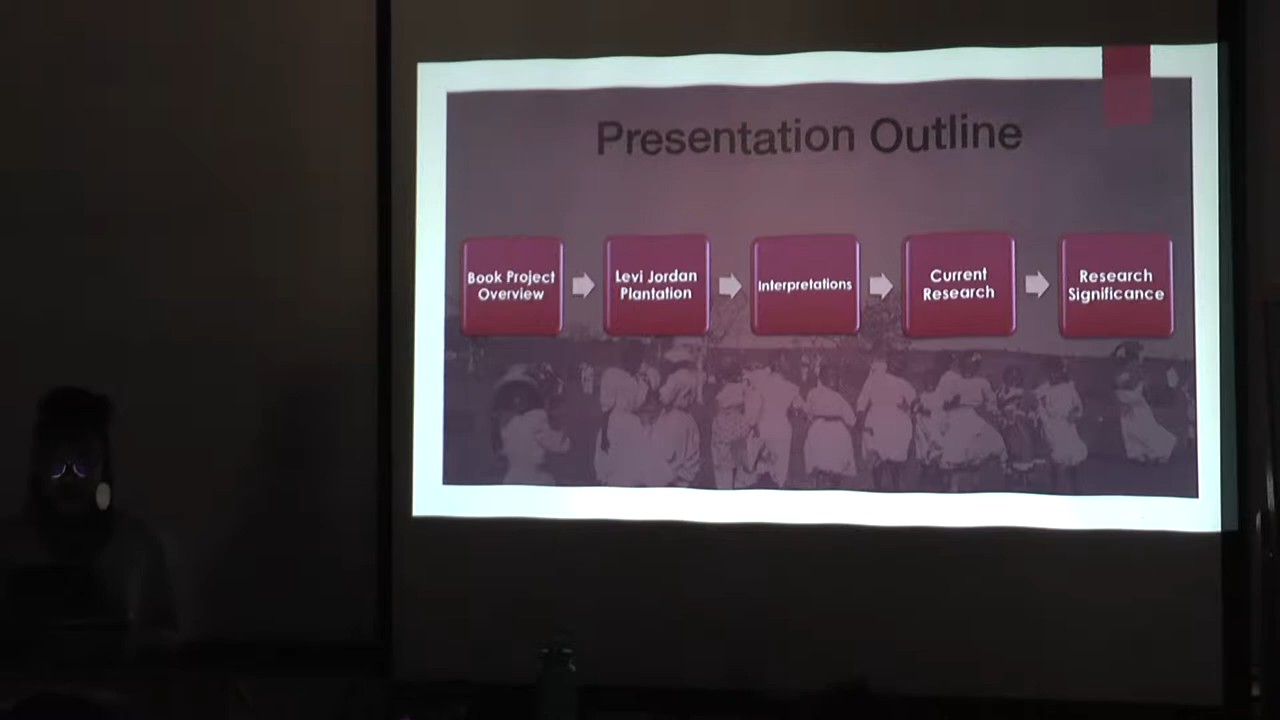 Presentation Outline
Book Project
Overview
Levi Jordan
Plantation
Interpretations
Current
Research
Research
Significance